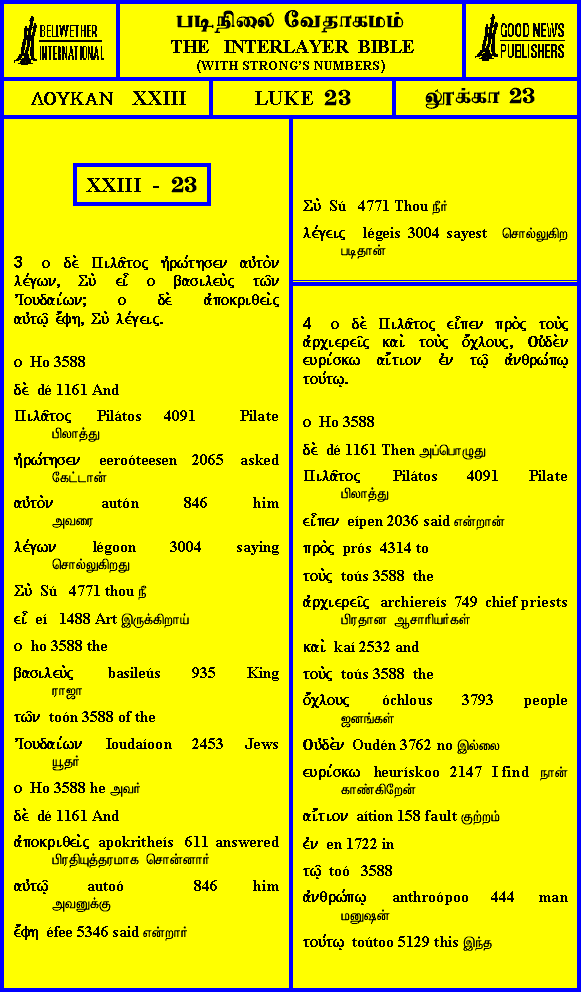 BELLWETHER
INTERNATIONAL
படிநிலை வேதாகமம்
THE INTERLAYER BIBLE
(WITH STRONG'S NUMBERS)
GOOD NEWS
PUBLISHERS
ΛΟΥΚΑΝ XXIII
LUKE 23
லூக்கா 23
XXIII - 23
3 ο δὲ Πιλᾶτος ἠρώτησεν αὐτὸν
λέγων, Σὺ εἶ ο βασιλεὺς τῶν
Ἰουδαίων; ο δὲ ἀποκριθεὶς
αὐτῷ ἔφη, Σὺ λέγεις.
ο Ho 3588
δὲ dé 1161 And
Πιλᾶτος Pilátos 4091 Pilate
பிலாத்து
ἠρώτησεν eeroóteesen 2065 asked
கேட்டான்
αὐτὸν autón 846 him
அவரை
λέγων légoon 3004 saying
சொல்லுகிறது
Σὺ Sú 4771 thou நீ
εἶ eí 1488 Art இருக்கிறாய்
ο ho 3588 the
βασιλεὺς basileús 935 King
ராஜா
τῶν toón 3588 of the
Ἰουδαίων Ioudaíoon 2453 Jews
யூதர்
ο Ho 3588 he அவர்
δὲ dé 1161 And
ἀποκριθεὶς apokritheís 611 answered
பிரதியுத்தரமாக சொன்னார்
αὐτῷ autoó 846 him
அவனுக்கு
ἔφη éfee 5346 said என்றார்
Σὺ Sú 4771 Thou நீர்
λέγεις légeis 3004 sayest சொல்லுகிற
படிதான்
4 ο δὲ Πιλᾶτος εἶπεν πρὸς τοὺς
ἀρχιερεῖς καὶ τοὺς ὄχλους, Οὐδὲν
ευρίσκω αἴτιον ἐν τῷ ἀνθρώπῳ
τούτῳ.
ο Ho 3588
δὲ dé 1161 Then அப்பொழுது
Πιλᾶτος Pilátos 4091 Pilate
பிலாத்து
εἶπεν eípen 2036 said என்றான்
πρὸς prós 4314 to
τοὺς toús 3588 the
ἀρχιερεῖς archiereís 749 chief priests
பிரதான ஆசாரியர்கள்
καὶ kaí 2532 and
τοὺς toús 3588 the
ὄχλους óchlous 3793 people
ஜனங்கள்
Οὐδὲν Oudén 3762 no இல்லை
ευρίσκω heurískoo 2147 I find நான்
காண்கிறேன்
αἴτιον aítion 158 fault குற்றம்
ἐν en 1722 in
τῷ toó 3588
ἀνθρώπῳ anthroópoo 444 man
மனுஷன்
τούτῳ toútoo 5129 this இந்த